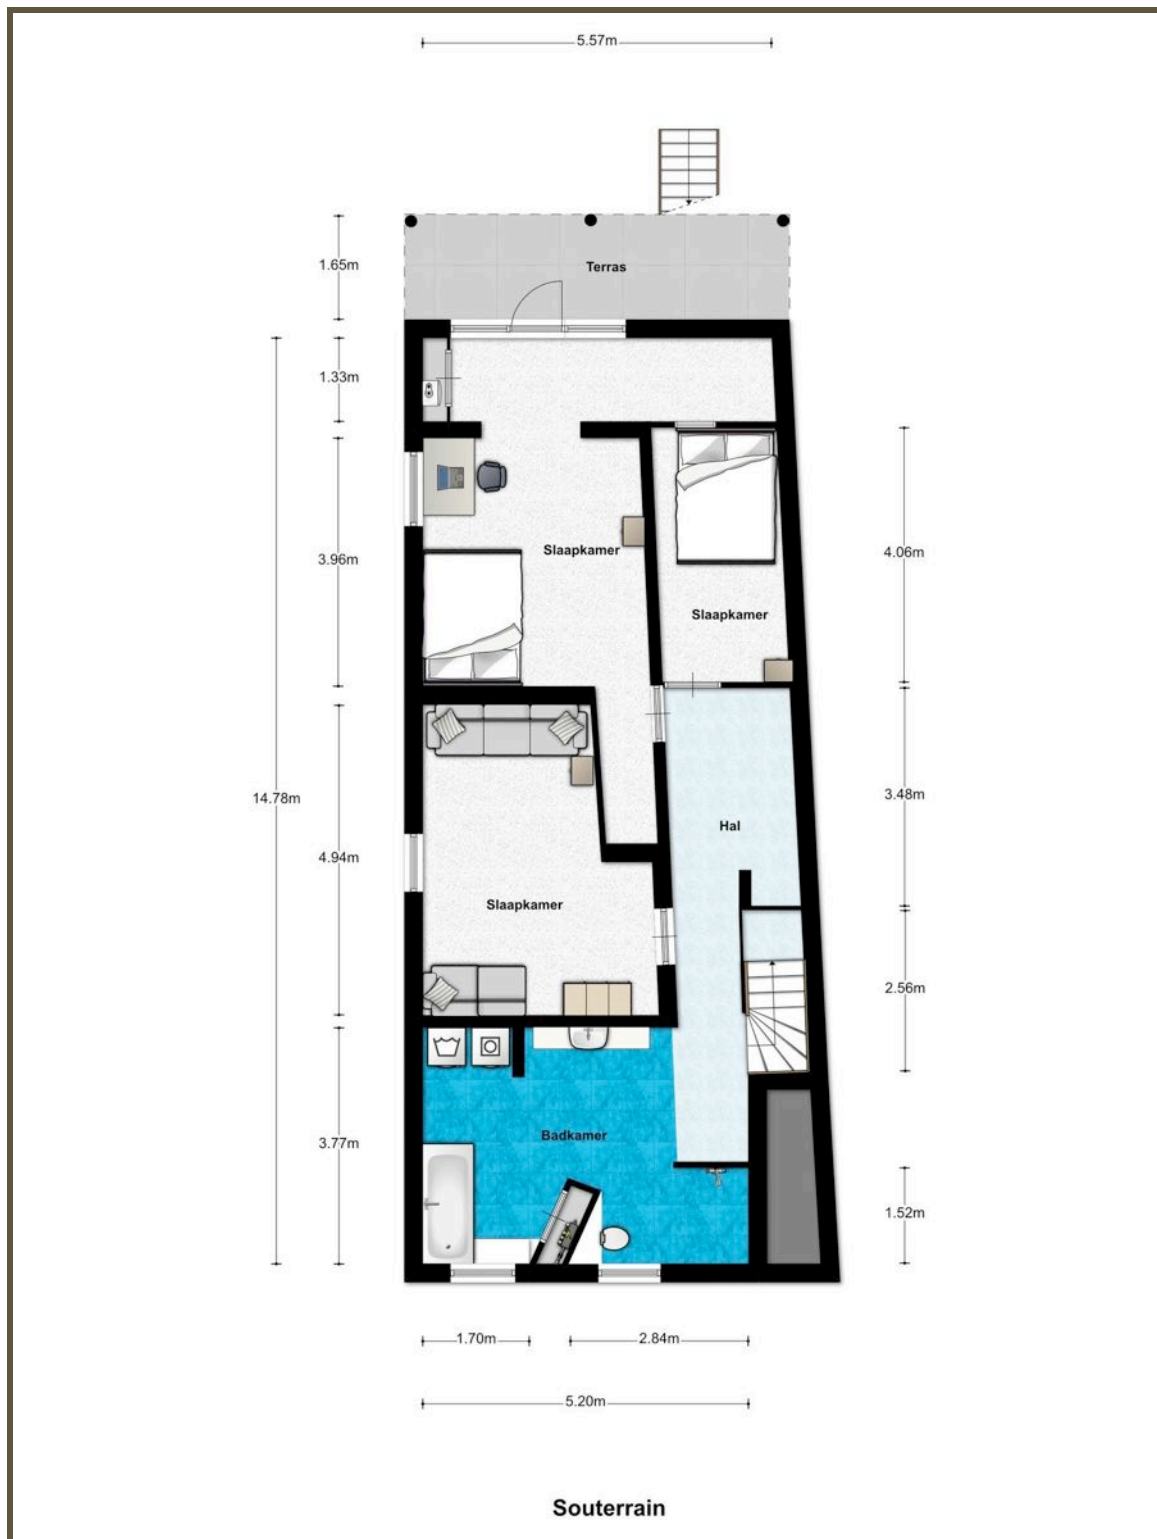 5.57m
Terras
1.65m
1.33m
3.96m
Slaapkamer
4.06m
Slaapkamer
14.78m
3.48m
Hal
4.94m
Slaapkamer
2.56m
Badkamer
3.77m
1.52m
1.70m
2.84m
5.20m
Souterrain